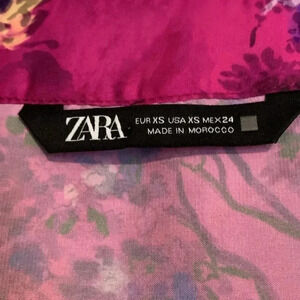 ZARA
EUR XS USA XS MEX 24
MADE IN MOROCCO